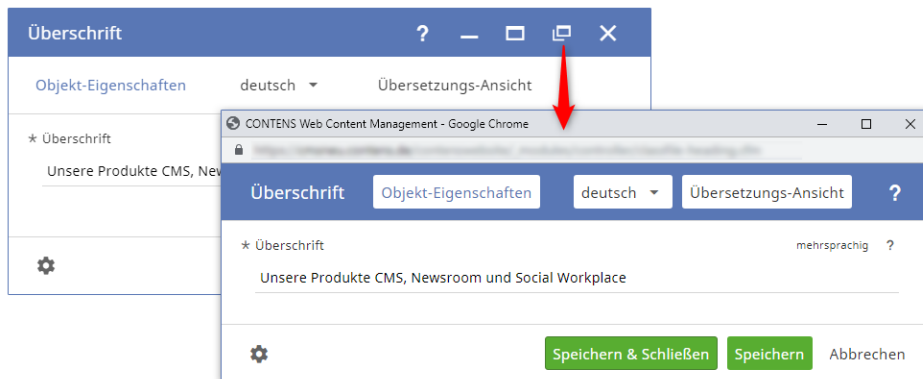 Überschrift ?
Objekt-Eigenschaften deutsch Übersetzungs-Ansicht
* Überschrift
Unsere Produkte CMS,
CONTENS Web Content Management - Google Chrome
Überschrift Objekt-Eigenschaften deutsch Übersetzungs-Ansicht ?
* Überschrift mehrsprachig ?
Unsere Produkte CMS, Newsroom und Social Workplace
Speichern & Schließen Speichern Abbrechen